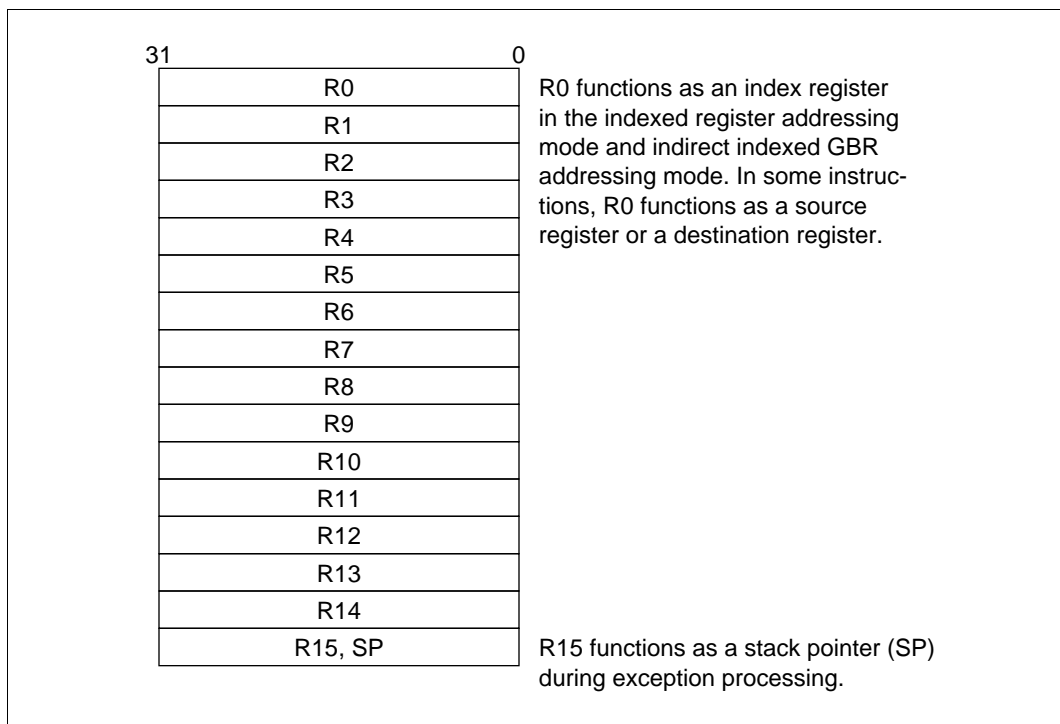 31 0
R0
R1
R2
R3
R4
R5
R6
R7
R8
R9
R10
R11
R12
R13
R14
R15, SP
R0 functions as an index register
in the indexed register addressing
mode and indirect indexed GBR
addressing mode. In some instruc-
tions, R0 functions as a source
register or a destination register.
R15 functions as a stack pointer (SP)
during exception processing.